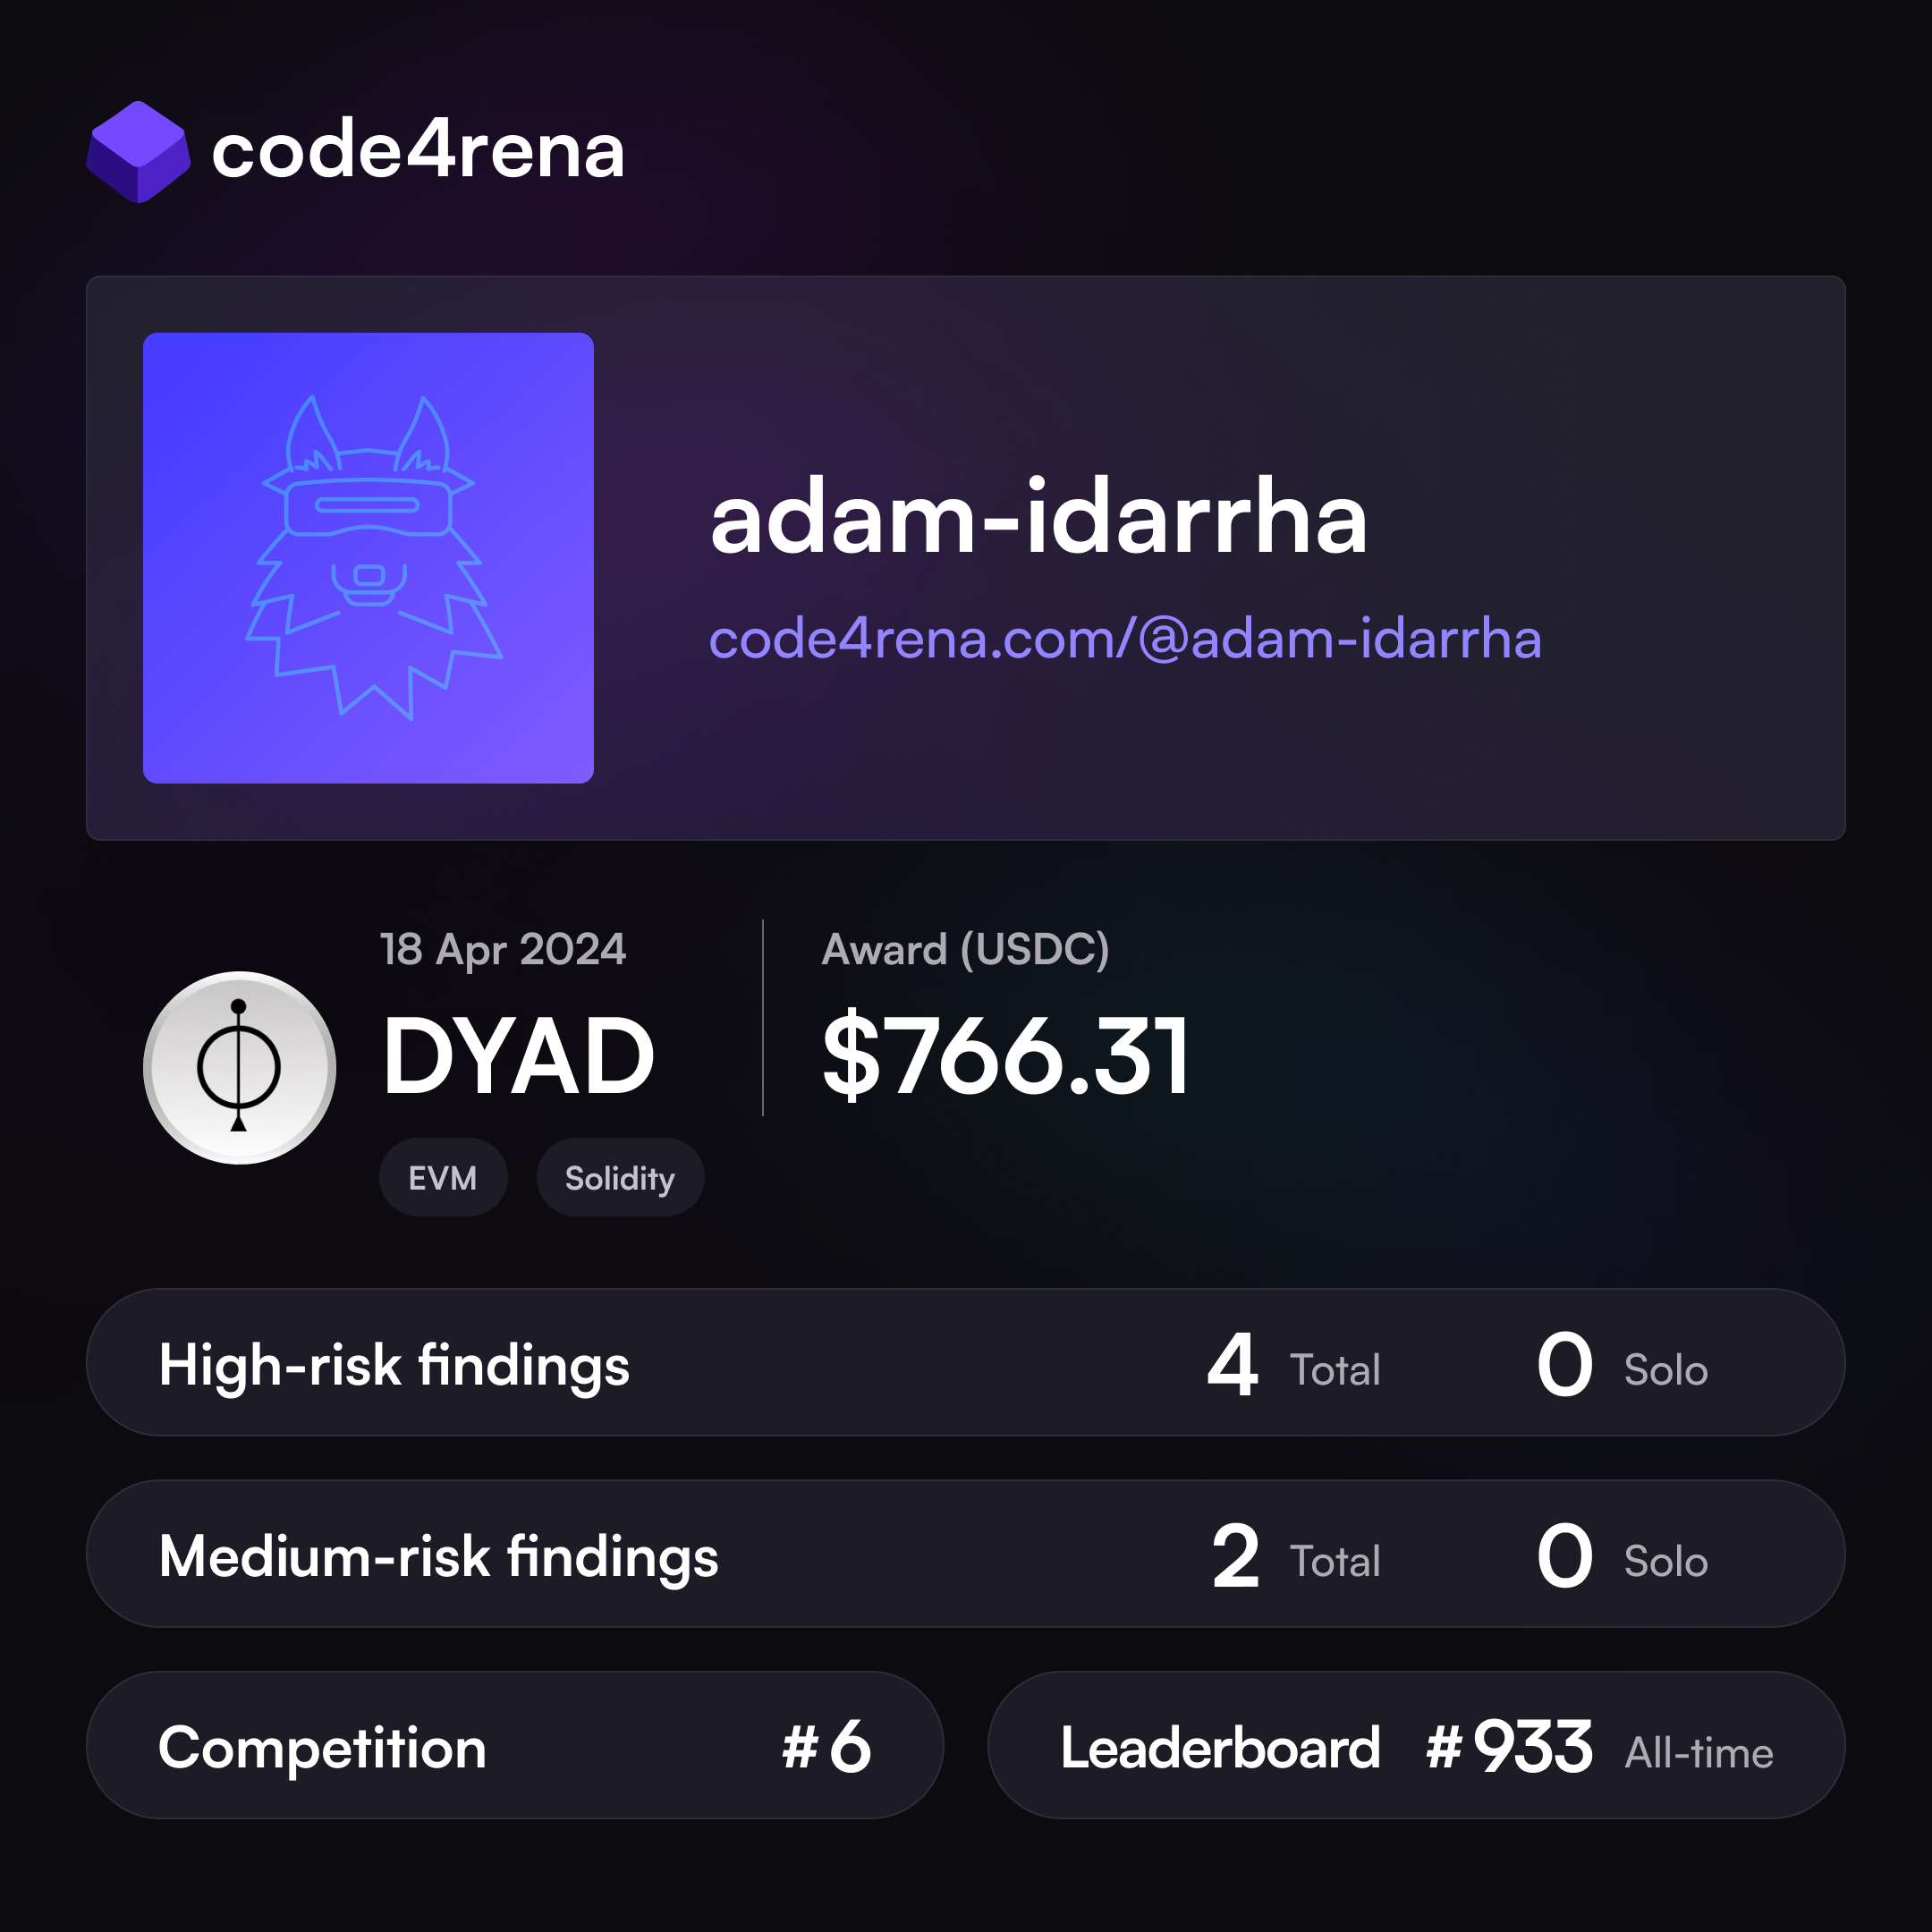 code4rena
adam-idarrha
code4rena.com/@adam-idarrha
18 Apr 2024
DYAD
EVM Solidity
Award (USDC)
$766.31
High-risk findings 4 Total 0 Solo
Medium-risk findings 2 Total 0 Solo
Competition #6
Leaderboard #933 All-time